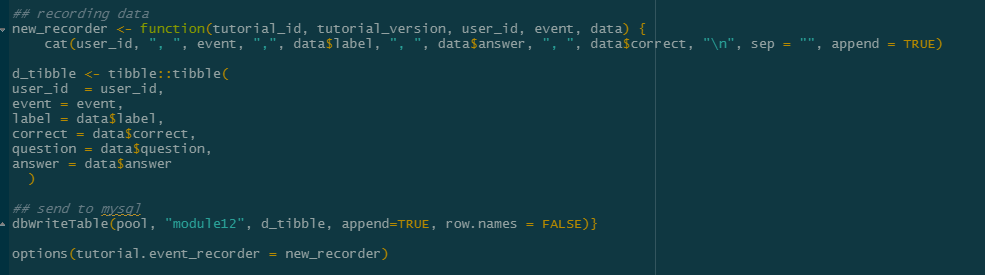 ## recording data
new_recorder <- function(tutorial_id, tutorial_version, user_id, event, data) {
    cat(user_id, ", ", event, ",", data$label, ", ", data$answer, ", ", data$correct, "\n", sep = "", append = TRUE)
d_tibble <- tibble::tibble(
user_id  = user_id,
event = event,
label = data$label,
correct = data$correct,
question = data$question,
answer = data$answer
  )
## send to mysql
dbWriteTable(pool, "module12", d_tibble, append=TRUE, row.names = FALSE)}
options(tutorial.event_recorder = new_recorder)